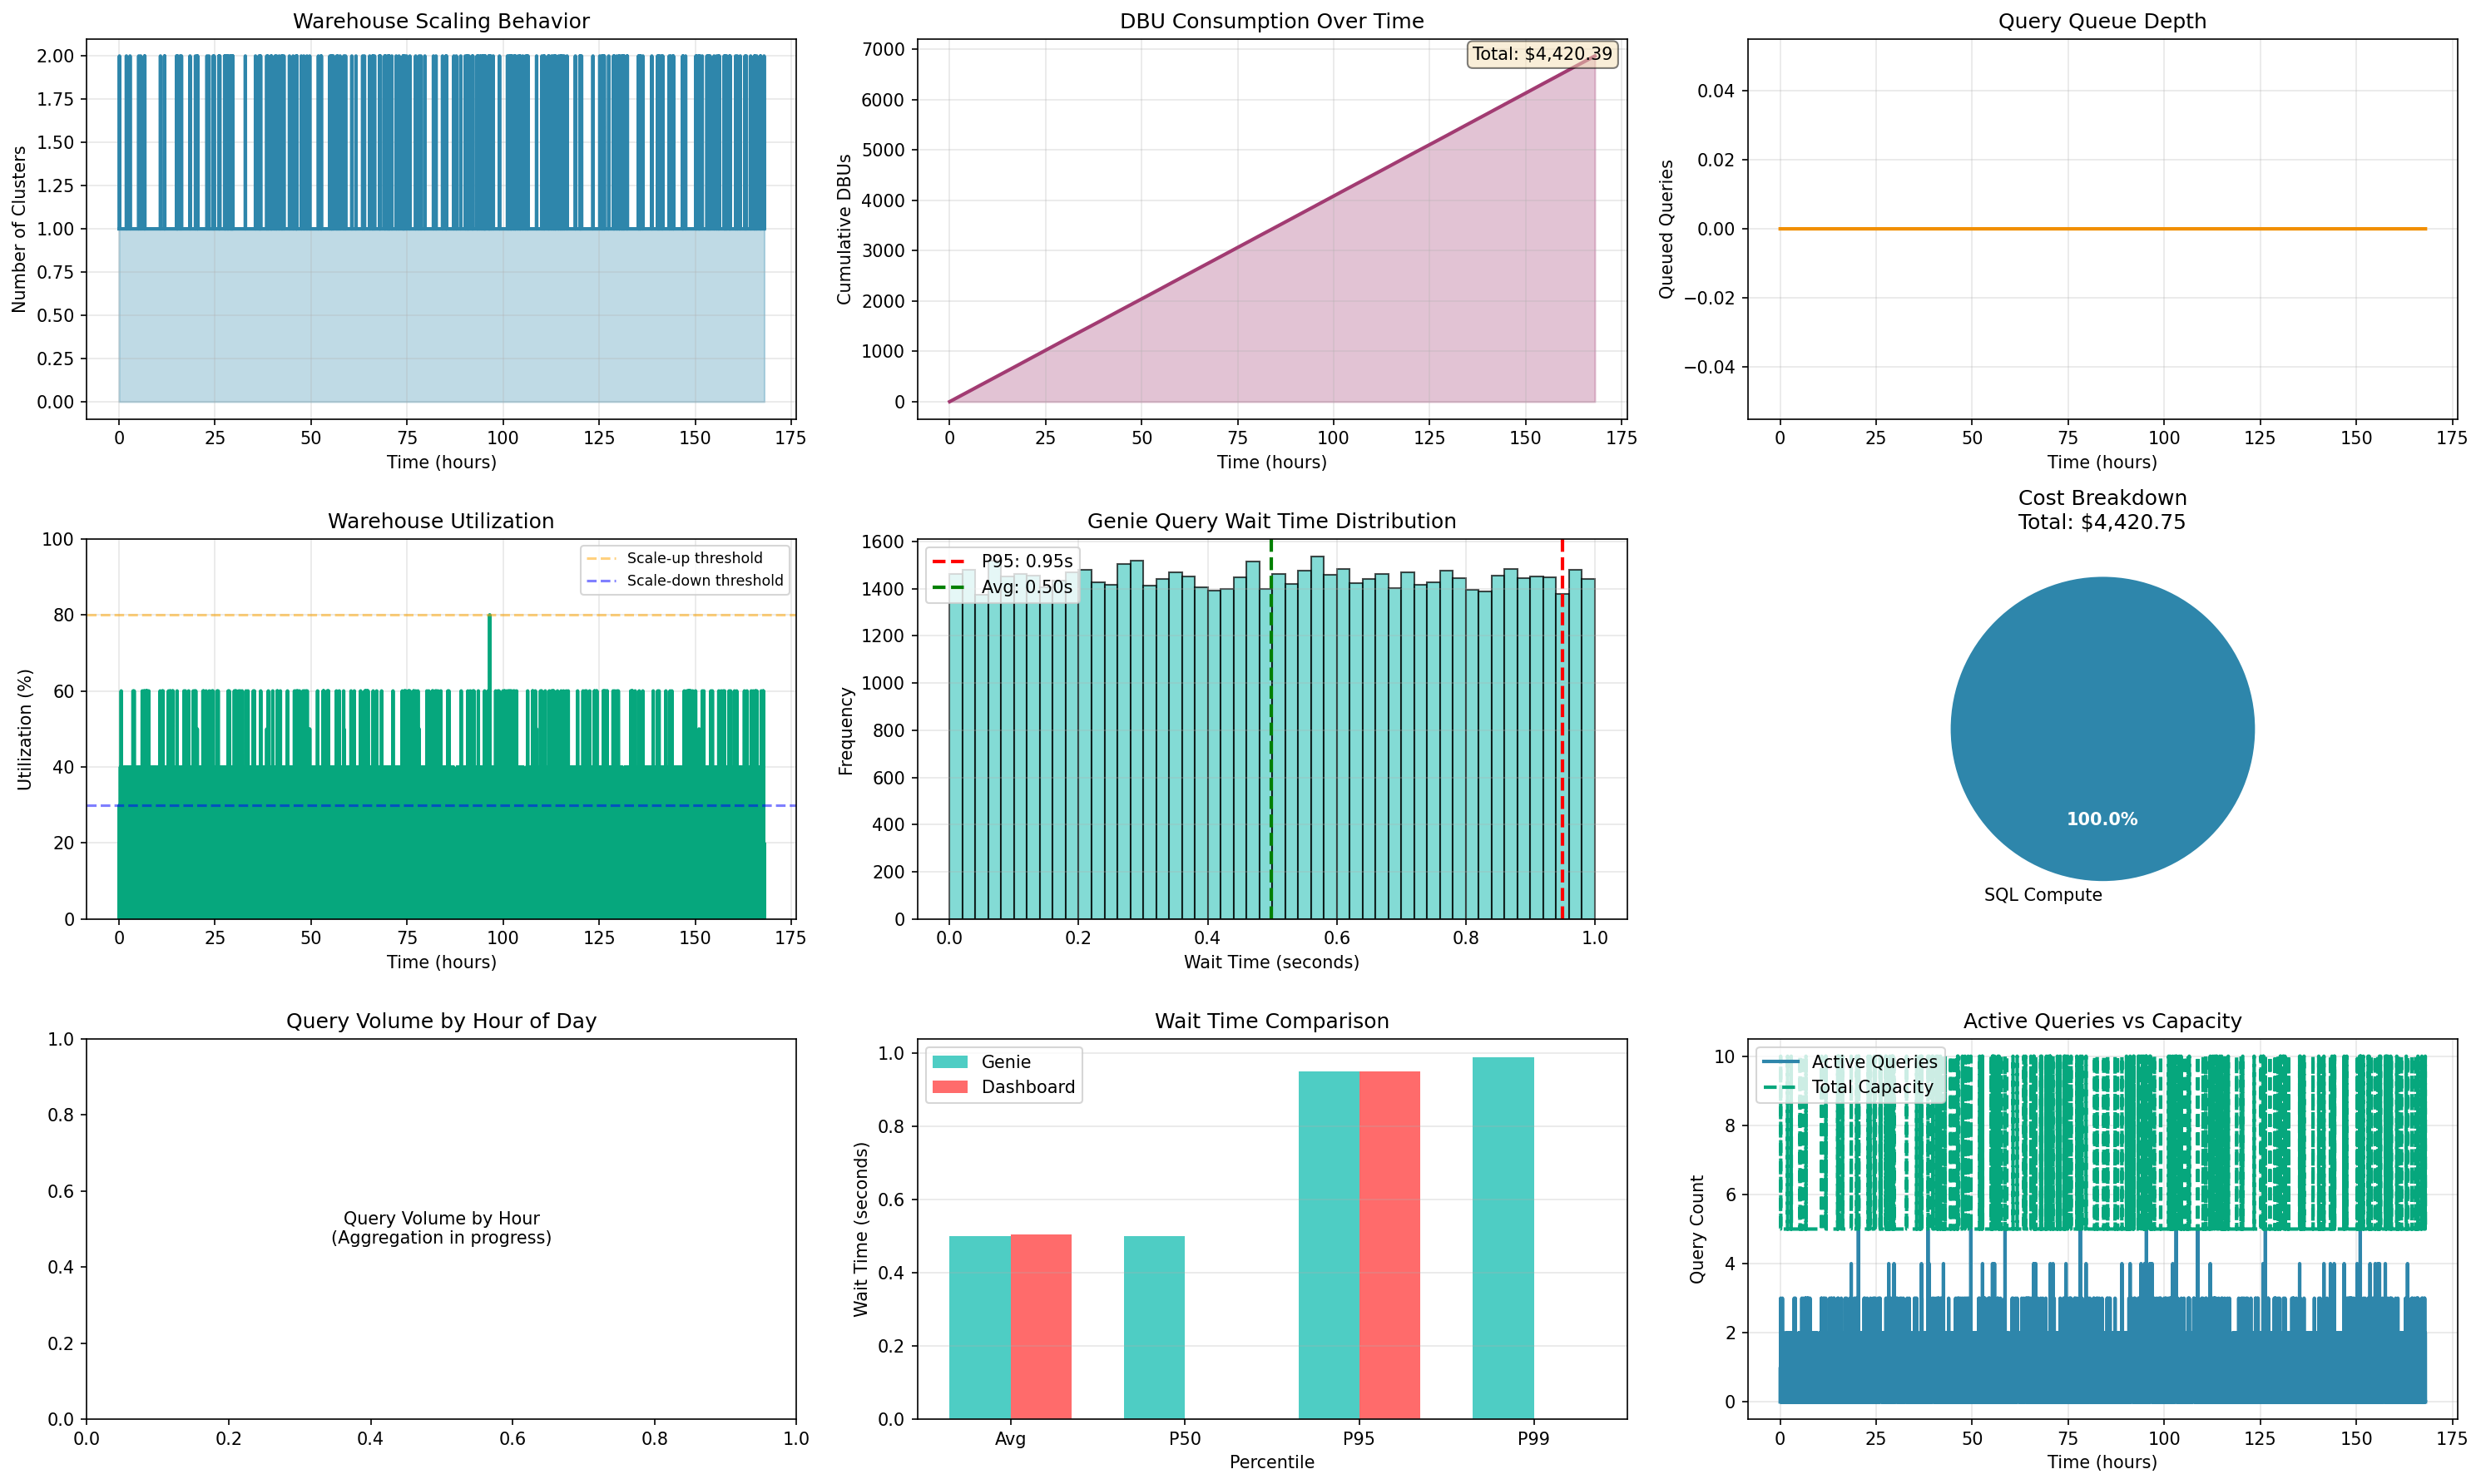 Warehouse Scaling Behavior
2.00
1.75
1.50
1.25
1.00
0.75
0.50
0.25
0.00
Number of Clusters
0 25 50 75 100 125 150 175
Time (hours)
DBU Consumption Over Time
Total: $4,420.39
7000
6000
5000
4000
3000
2000
1000
0
Cumulative DBUs
0 25 50 75 100 125 150 175
Time (hours)
Query Queue Depth
0.04
0.02
0.00
−0.02
−0.04
Queued Queries
0 25 50 75 100 125 150 175
Time (hours)
Warehouse Utilization
Scale-up threshold
Scale-down threshold
100
80
60
40
20
0
Utilization (%)
0 25 50 75 100 125 150 175
Time (hours)
Genie Query Wait Time Distribution
P95: 0.95s
Avg: 0.50s
1600
1400
1200
1000
800
600
400
200
0
Frequency
0.0 0.2 0.4 0.6 0.8 1.0
Wait Time (seconds)
Cost Breakdown
Total: $4,420.75
100.0%
SQL Compute
Query Volume by Hour of Day
1.0
0.8
0.6
0.4
0.2
0.0
Query Volume by Hour
(Aggregation in progress)
0.0 0.2 0.4 0.6 0.8 1.0
Wait Time Comparison
Genie
Dashboard
1.0
0.8
0.6
0.4
0.2
0.0
Wait Time (seconds)
Avg P50 P95 P99
Percentile
Active Queries vs Capacity
Active Queries
Total Capacity
10
8
6
4
2
0
Query Count
0 25 50 75 100 125 150 175
Time (hours)